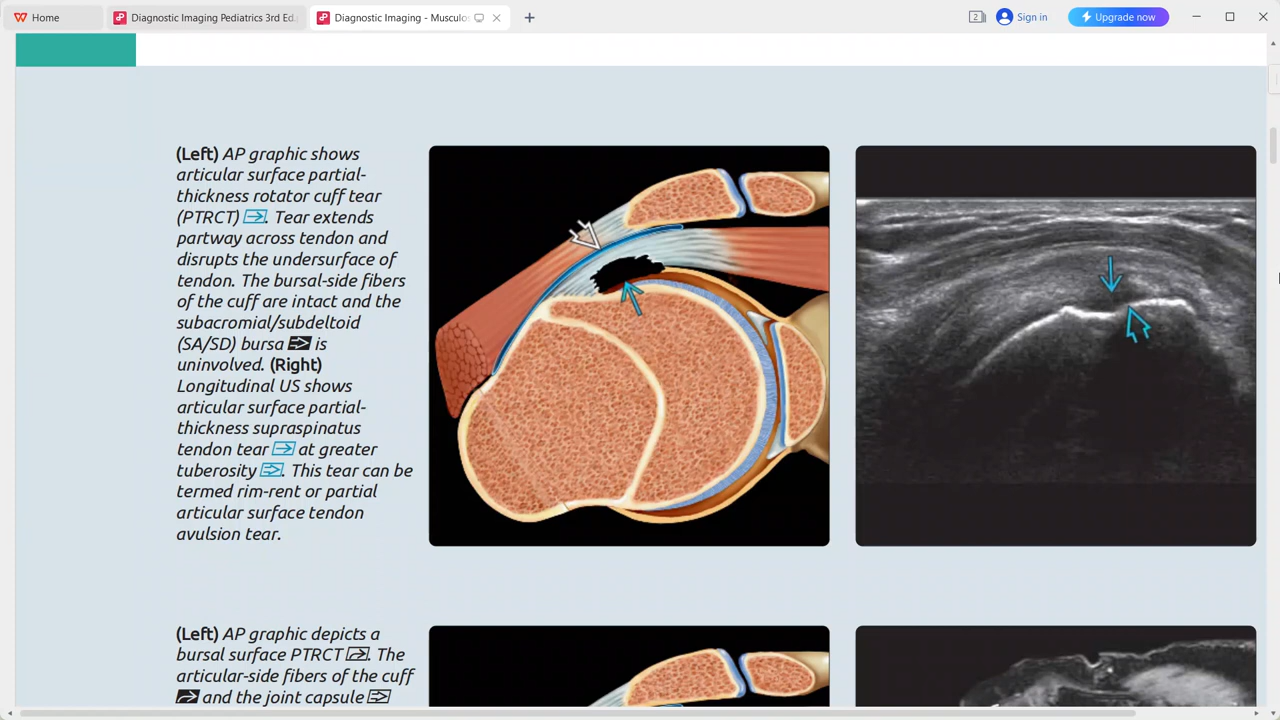 Home
Diagnostic Imaging Pediatrics 3rd Ed.
Diagnostic Imaging - Musculo
2
Sign in
Upgrade now
(Left) AP graphic shows
articular surface partial-
thickness rotator cuff tear
(PTRCT). Tear extends
partway across tendon and
disrupts the undersurface of
tendon. The bursal-side fibers
of the cuff are intact and the
subacromial/subdeltoid
(SA/SD) bursa is
uninvolved. (Right)
Longitudinal US shows
articular surface partial-
thickness supraspinatus
tendon tear at greater
tuberosity. This tear can be
termed rim-rent or partial
articular surface tendon
avulsion tear.
(Left) AP graphic depicts a
bursal surface PTRCT. The
articular-side fibers of the cuff
and the joint capsule